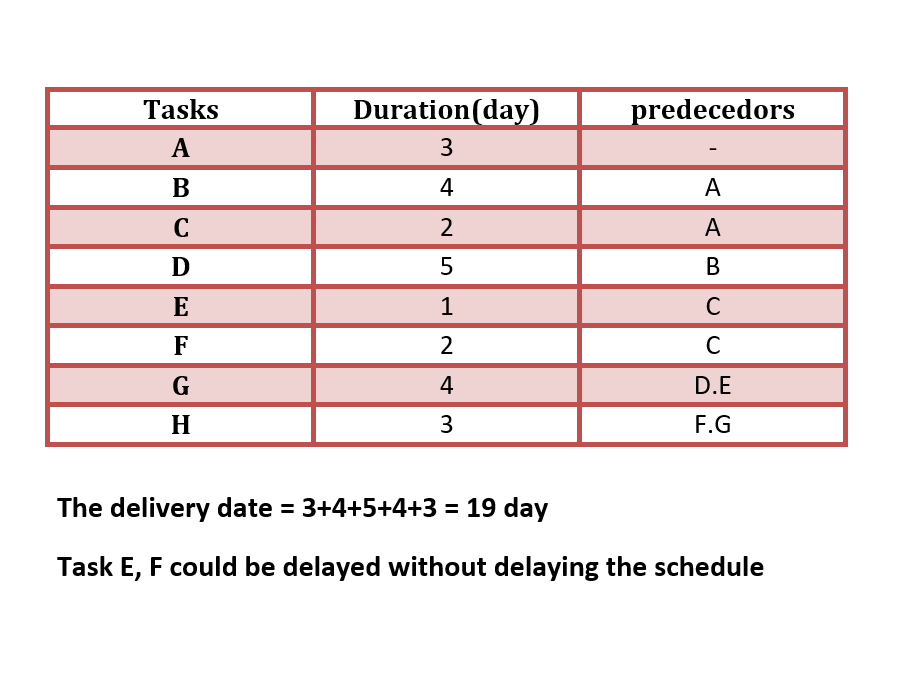 Tasks Duration(day) predecedors
A 3 -
B 4 A
C 2 A
D 5 B
E 1 C
F 2 C
G 4 D.E
H 3 F.G
The delivery date = 3+4+5+4+3 = 19 day
Task E, F could be delayed without delaying the schedule